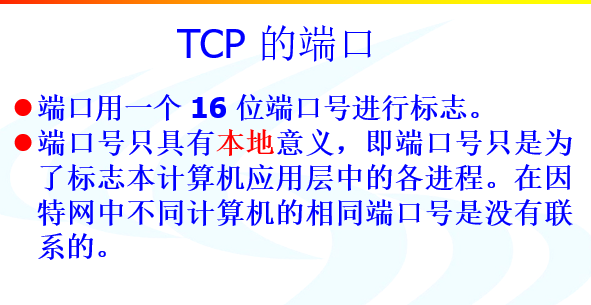 TCP 的端口
●端口用一个 16 位端口号进行标志。
●端口号只具有本地意义，即端口号只是为
了标志本计算机应用层中的各进程。在因
特网中不同计算机的相同端口号是没有联
系的。